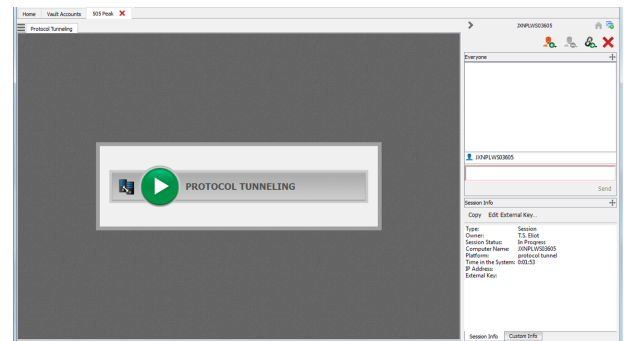 Home Vault Accounts 505 Peak
JXNPLWS03605
Protocol Tunneling
Everyone
PROTOCOL TUNNELING
JXNPLWS03605
Send
Session Info
Copy Edit External Key...
Type: Session
Owner: T.S. Eliot
Session Status: In Progress
Computer Name: JXNPLWS03605
Platform: protocol tunnel
Time in the System: 0:01:53
IP Address:
External Key:
Session Info Custom Info